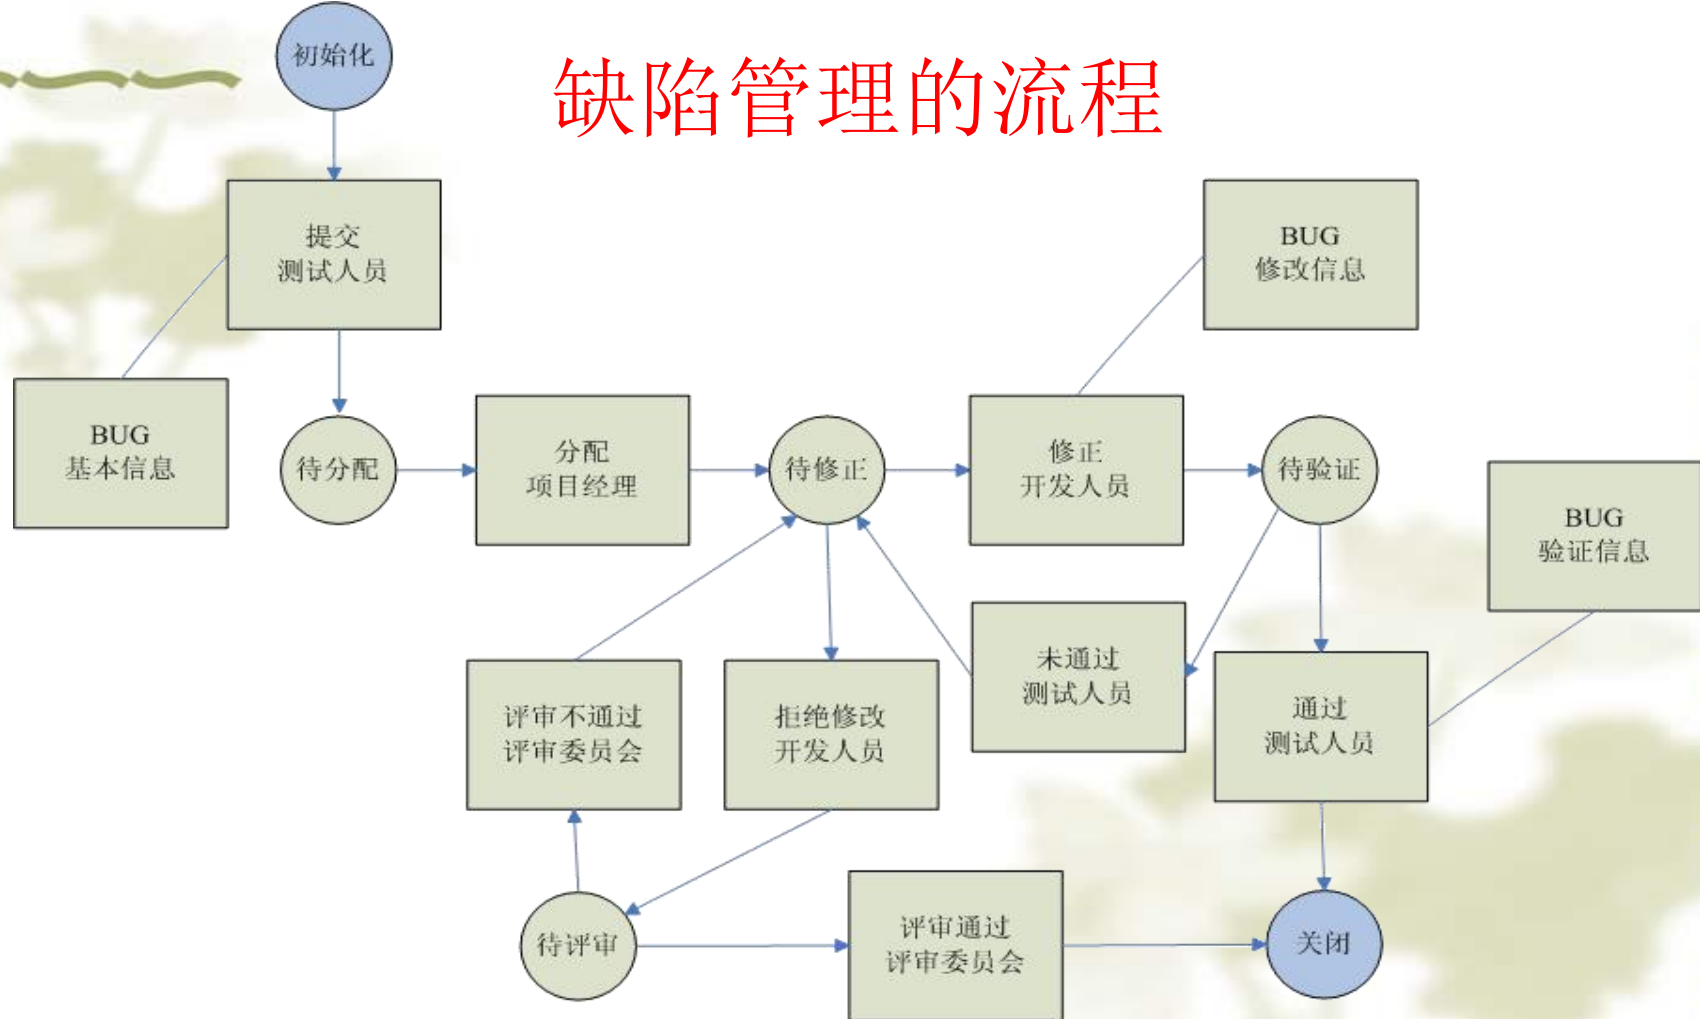 初始化
缺陷管理的流程
提交
测试人员
BUG
修改信息
BUG
基本信息
待分配
分配
项目经理
待修正
修正
开发人员
待验证
BUG
验证信息
未通过
测试人员
评审不通过
评审委员会
拒绝修改
开发人员
通过
测试人员
待评审
评审通过
评审委员会
关闭